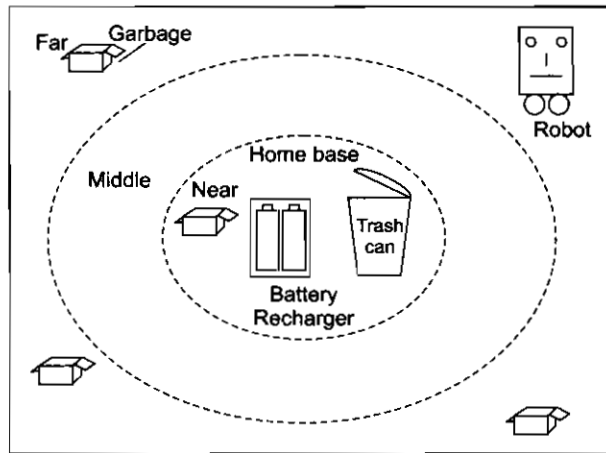 Far
Garbage
Robot
Home base
Middle
Near
Trash
can
Battery
Recharger